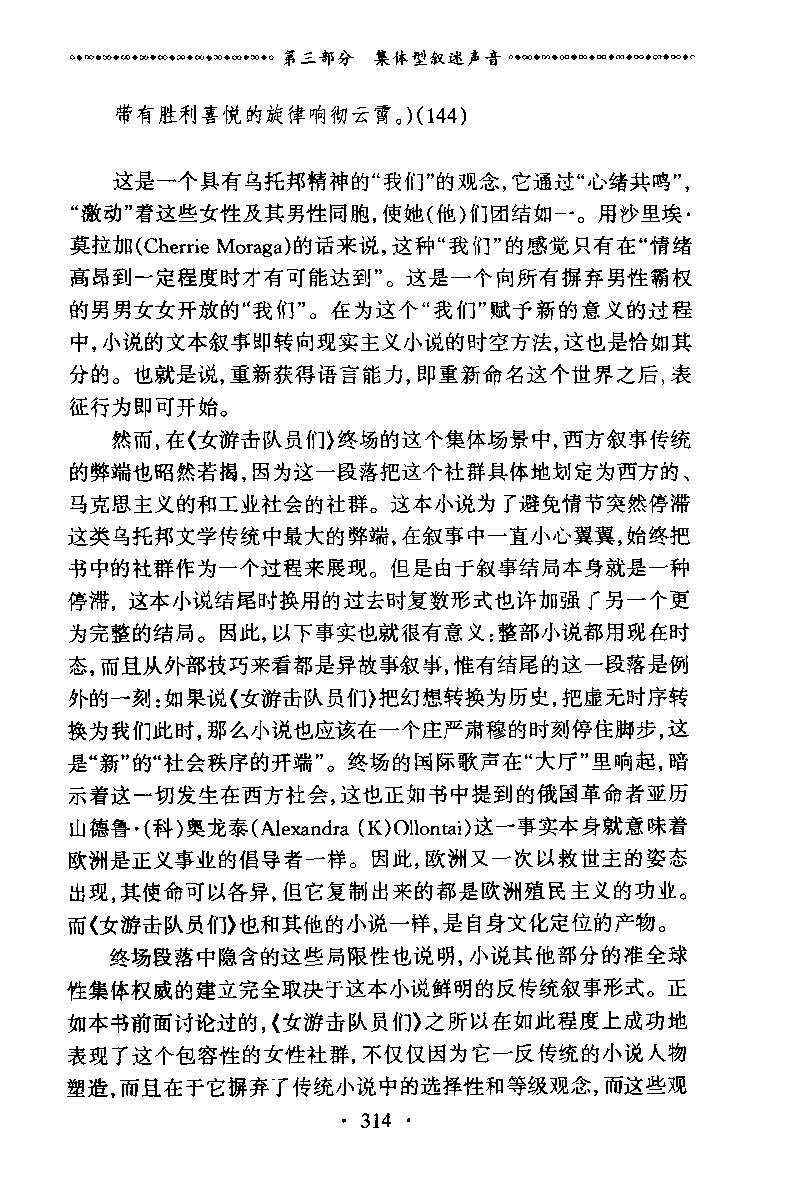 第三部分　集体型叙述声音
带有胜利喜悦的旋律响彻云霄。)(144)
这是一个具有乌托邦精神的“我们”的观念,它通过“心绪共鸣”,
“激动”着这些女性及其男性同胞,使她(他)们团结如一。用沙里埃·
莫拉加(Cherrie Moraga)的话来说,这种“我们”的感觉只有在“情绪
高昂到一定程度时才有可能达到”。这是一个向所有摒弃男性霸权
的男男女女开放的“我们”。在为这个“我们”赋予新的意义的过程
中,小说的文本叙事即转向现实主义小说的时空方法,这也是恰如其
分的。也就是说,重新获得语言能力,即重新命名这个世界之后,表
征行为即可开始。
然而,在《女游击队员们》终场的这个集体场景中,西方叙事传统
的弊端也昭然若揭,因为这一段落把这个社群具体地划定为西方的、
马克思主义的和工业社会的社群。这本小说为了避免情节突然停滞
这类乌托邦文学传统中最大的弊端,在叙事中一直小心翼翼,始终把
书中的社群作为一个过程来展现。但是由于叙事结局本身就是一种
停滞,这本小说结尾时换用的过去时复数形式也许加强了另一个更
为完整的结局。因此,以下事实也就很有意义:整部小说都用现在时
态,而且从外部技巧来看都是异故事叙事,惟有结尾的这一段落是例
外的一刻:如果说《女游击队员们》把幻想转换为历史,把虚无时序转
换为我们此时,那么小说也应该在一个庄严肃穆的时刻停住脚步,这
是“新”的“社会秩序的开端”。终场的国际歌声在“大厅”里响起,暗
示着这一切发生在西方社会,这也正如书中提到的俄国革命者亚历
山德鲁·(科)奥龙泰(Alexandra (K)Ollontai)这一事实本身就意味着
欧洲是正义事业的倡导者一样。因此,欧洲又一次以救世主的姿态
出现,其使命可以各异,但它复制出来的都是欧洲殖民主义的功业。
而《女游击队员们》也和其他的小说一样,是自身文化定位的产物。
终场段落中隐含的这些局限性也说明,小说其他部分的准全球
性集体权威的建立完全取决于这本小说鲜明的反传统叙事形式。正
如本书前面讨论过的,《女游击队员们》之所以在如此程度上成功地
表现了这个包容性的女性社群,不仅仅因为它一反传统的小说人物
塑造,而且在于它摒弃了传统小说中的选择性和等级观念,而这些观
· 314 ·